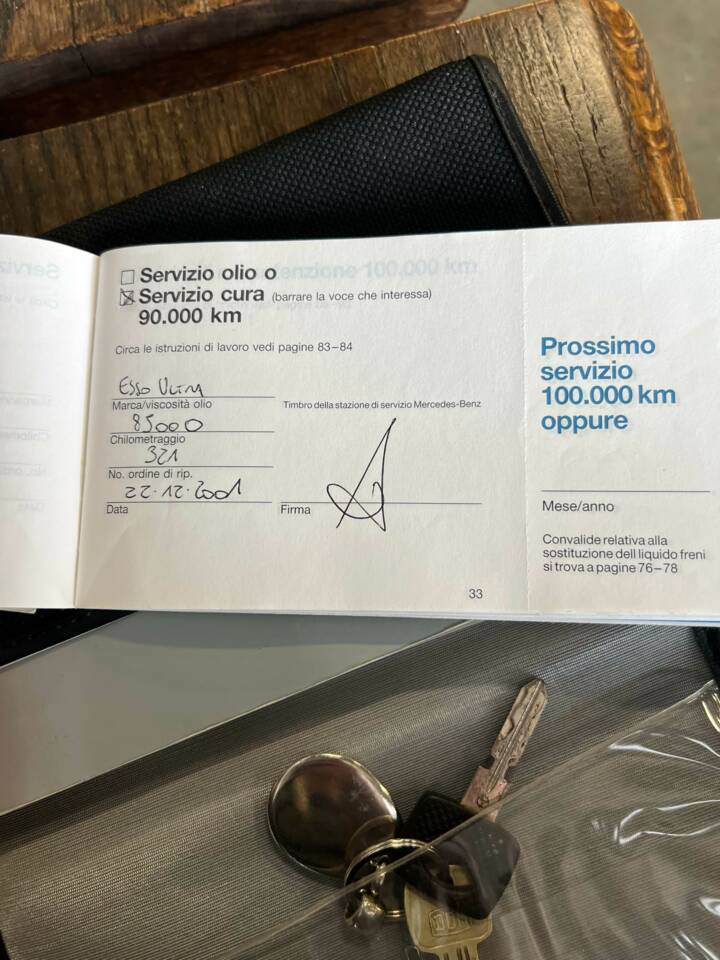 Servizio olio o
Servizio cura (barrare la voce che interessa)
90.000 km
Circa le istruzioni di lavoro vedi pagine 83–84
Esso
Marca/viscosità olio
Timbro della stazione di servizio Mercedes-Benz
85000
Chilometraggio
321
No. ordine di rip.
22·12·2001
Data
Firma
33
Prossimo
servizio
100.000 km
oppure
Mese/anno
Convalide relativa alla
sostituzione dell liquido freni
si trova a pagine 76–78